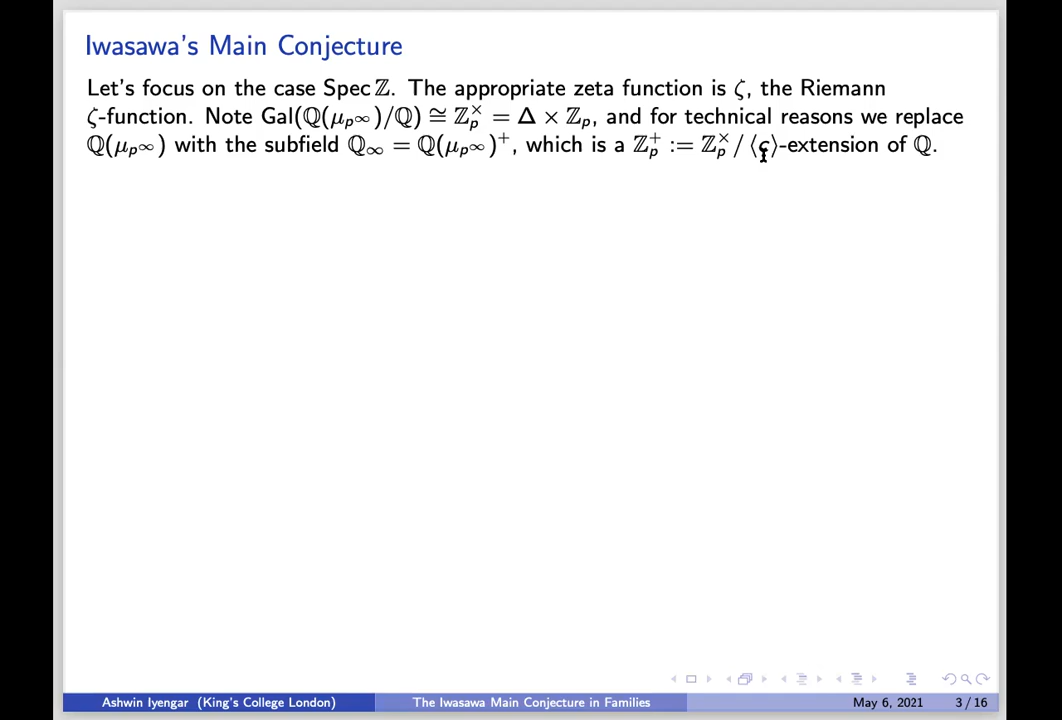 Iwasawa's Main Conjecture
Let's focus on the case Spec ℤ. The appropriate zeta function is ζ, the Riemann
ζ-function. Note Gal(ℚ(μ_{p^∞})/ℚ) ≅ ℤ_p^× = Δ × ℤ_p, and for technical reasons we replace
ℚ(μ_{p^∞}) with the subfield ℚ_∞ = ℚ(μ_{p^∞})^+, which is a ℤ_p^+ := ℤ_p^× / ⟨c⟩-extension of ℚ.
Ashwin Iyengar (King's College London) The Iwasawa Main Conjecture in Families May 6, 2021 3 / 16